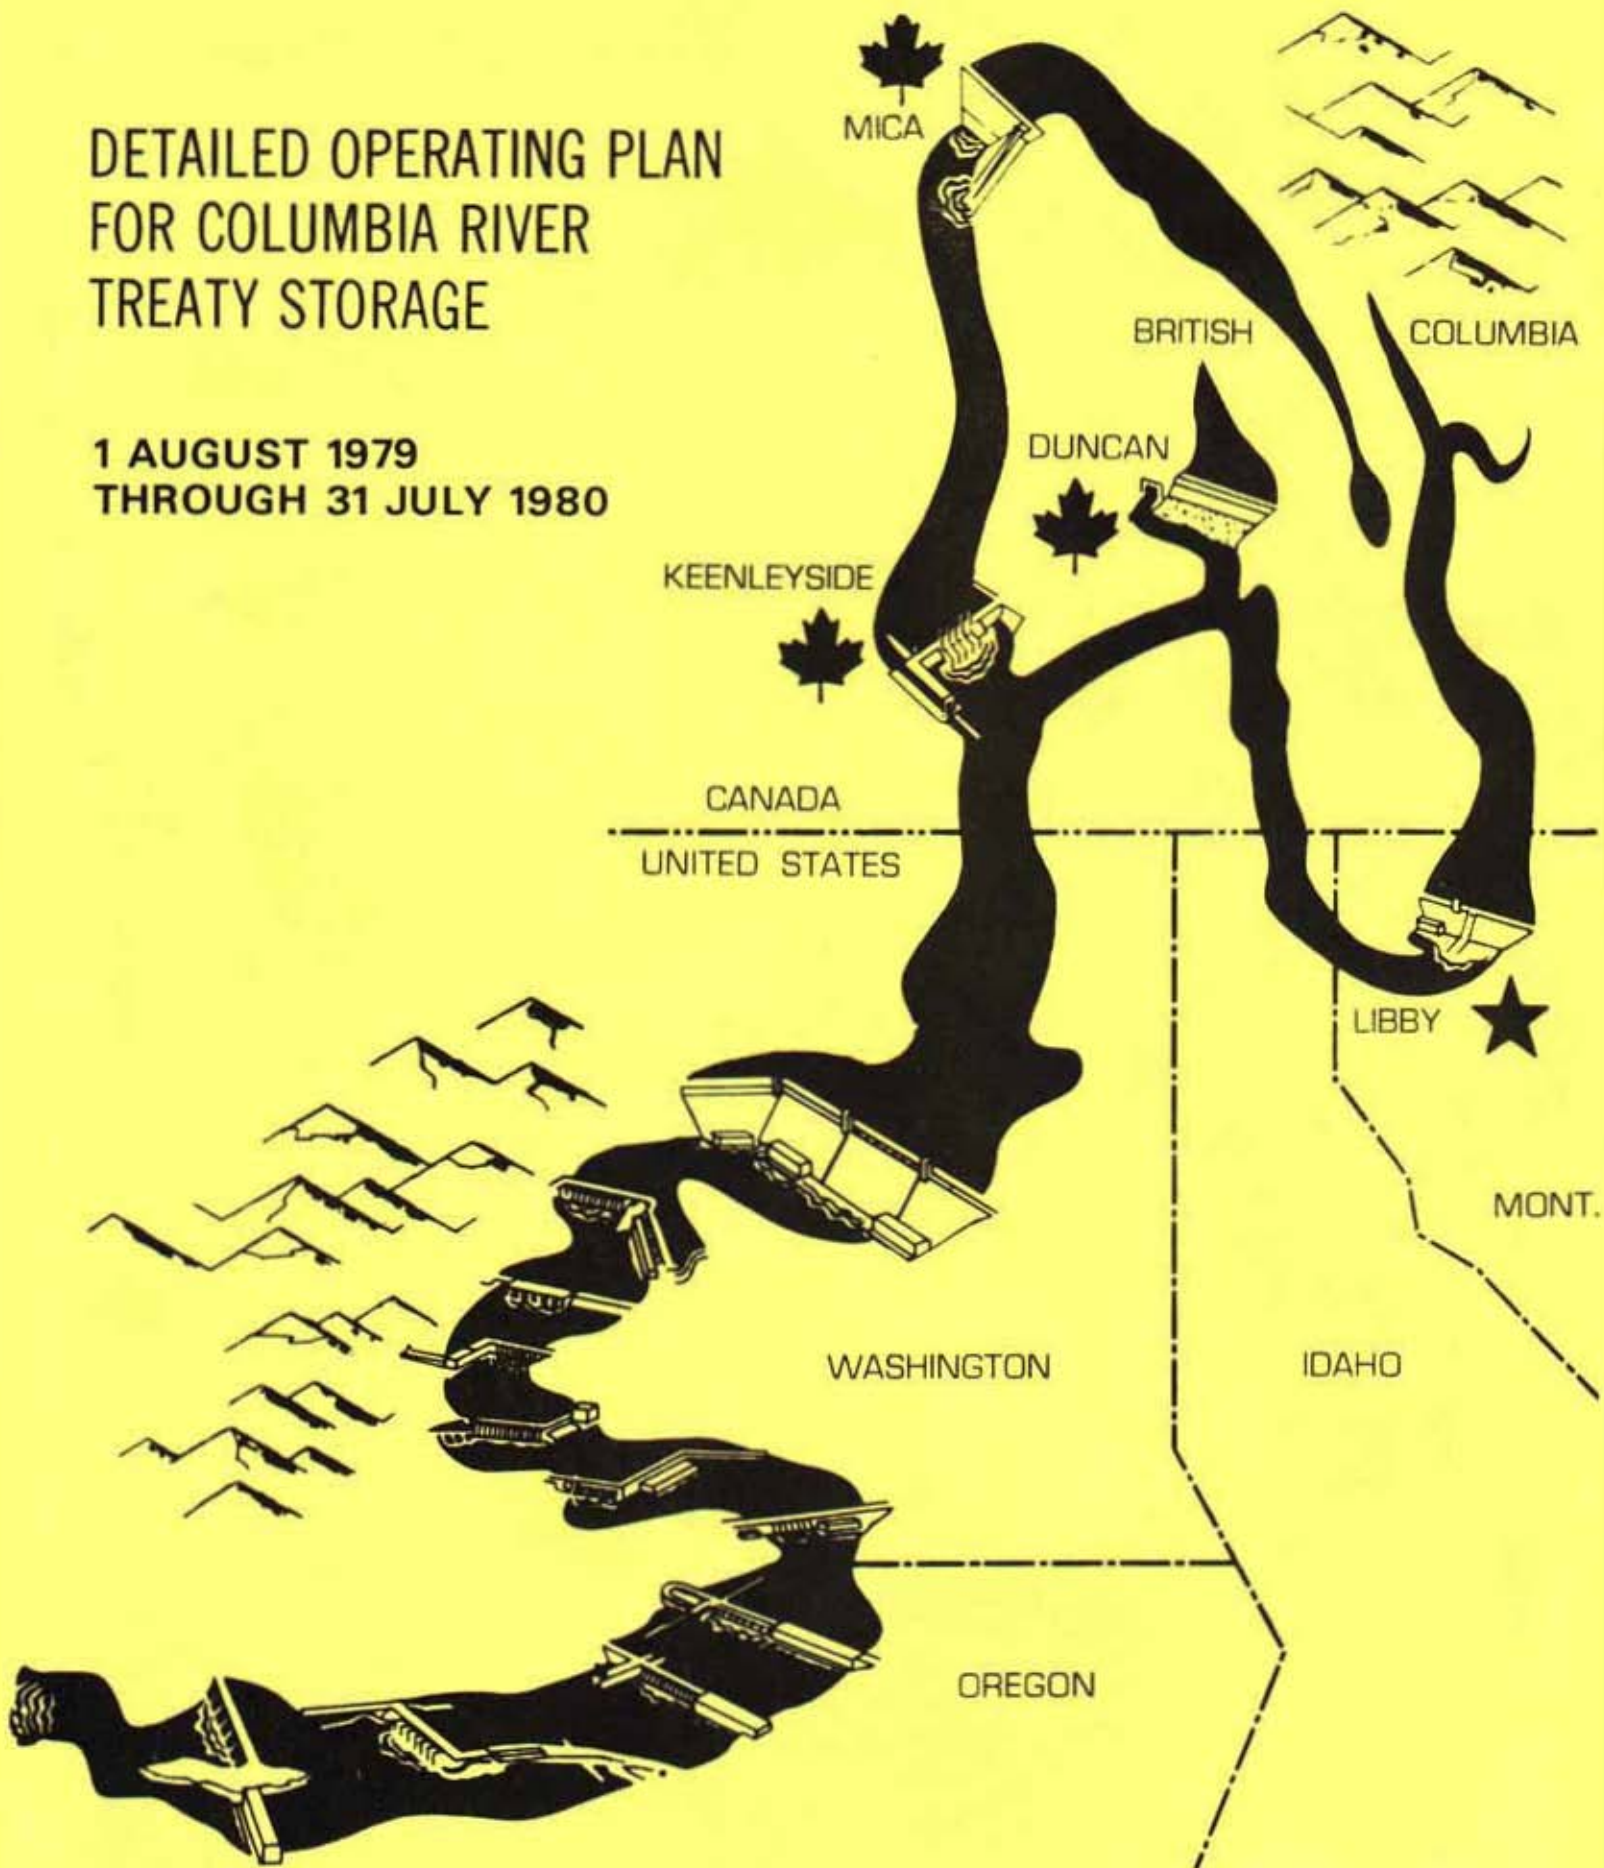 DETAILED OPERATING PLAN
FOR COLUMBIA RIVER
TREATY STORAGE
1 AUGUST 1979
THROUGH 31 JULY 1980
MICA
BRITISH COLUMBIA
DUNCAN
KEENLEYSIDE
CANADA
UNITED STATES
LIBBY
MONT.
WASHINGTON
IDAHO
OREGON